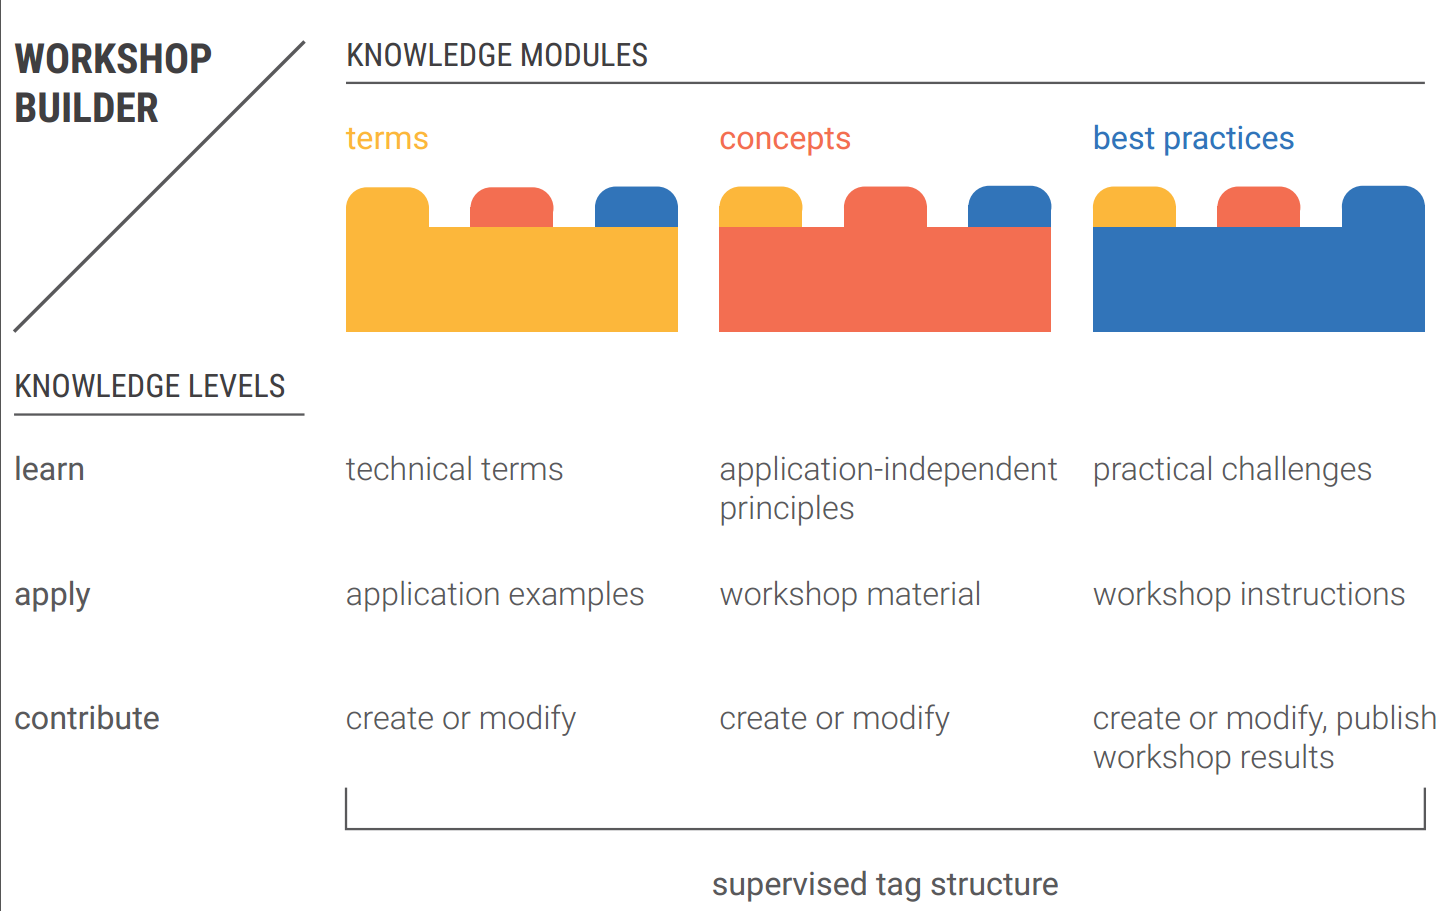 WORKSHOP
BUILDER
KNOWLEDGE MODULES
terms
concepts
best practices
KNOWLEDGE LEVELS
learn
technical terms
application-independent
principles
practical challenges
apply
application examples
workshop material
workshop instructions
contribute
create or modify
create or modify
create or modify, publish
workshop results
supervised tag structure